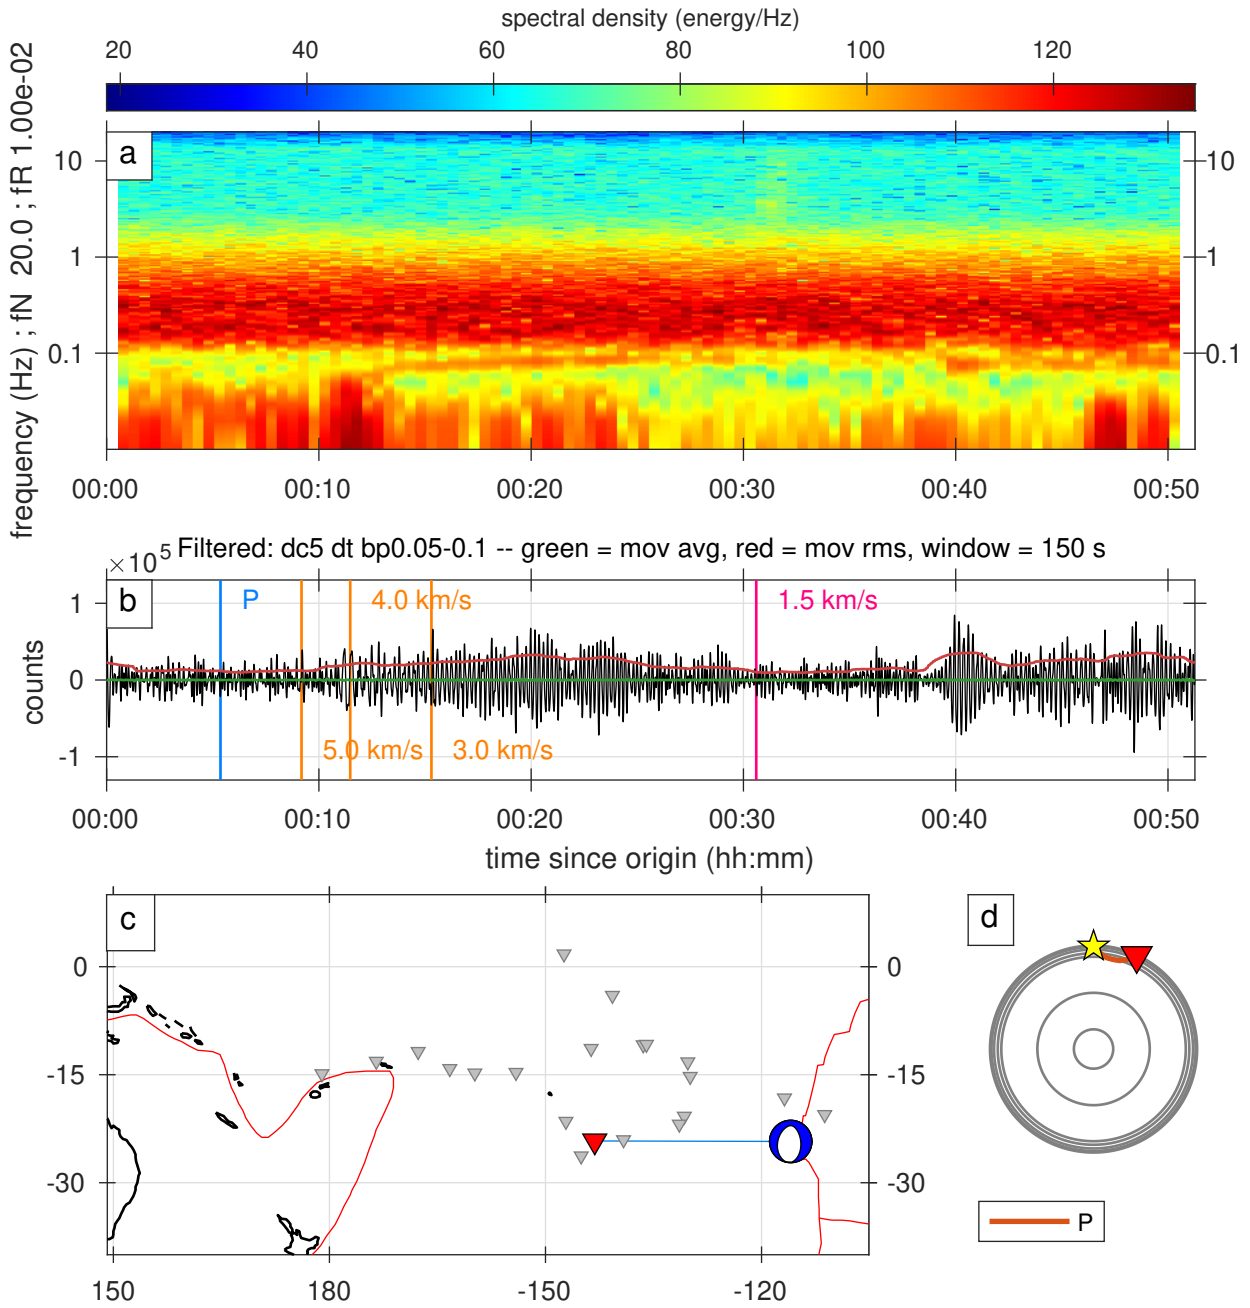 spectral density (energy/Hz)
20 40 60 80 100 120
a
frequency (Hz) ; fN 20.0 ; fR 1.00e-02
10 10
1 1
0.1 0.1
00:00 00:10 00:20 00:30 00:40 00:50
×10^5 Filtered: dc5 dt bp0.05-0.1 -- green = mov avg, red = mov rms, window = 150 s
b
P 4.0 km/s 1.5 km/s
5.0 km/s 3.0 km/s
counts
1
0
-1
00:00 00:10 00:20 00:30 00:40 00:50
time since origin (hh:mm)
c
0 0
-15 -15
-30 -30
150 180 -150 -120
d
P